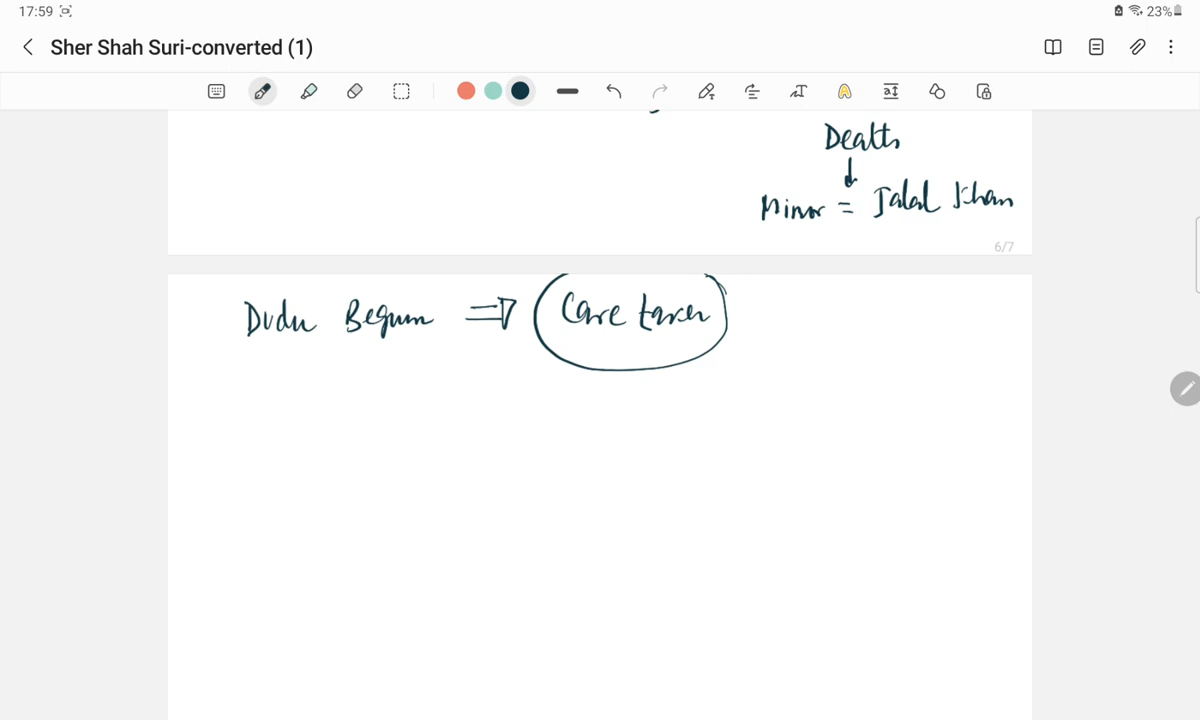 17:59
23%
Sher Shah Suri-converted (1)
Death
Minor = Jalal Khan
6/7
Dudu Begum ⇒ Care taker